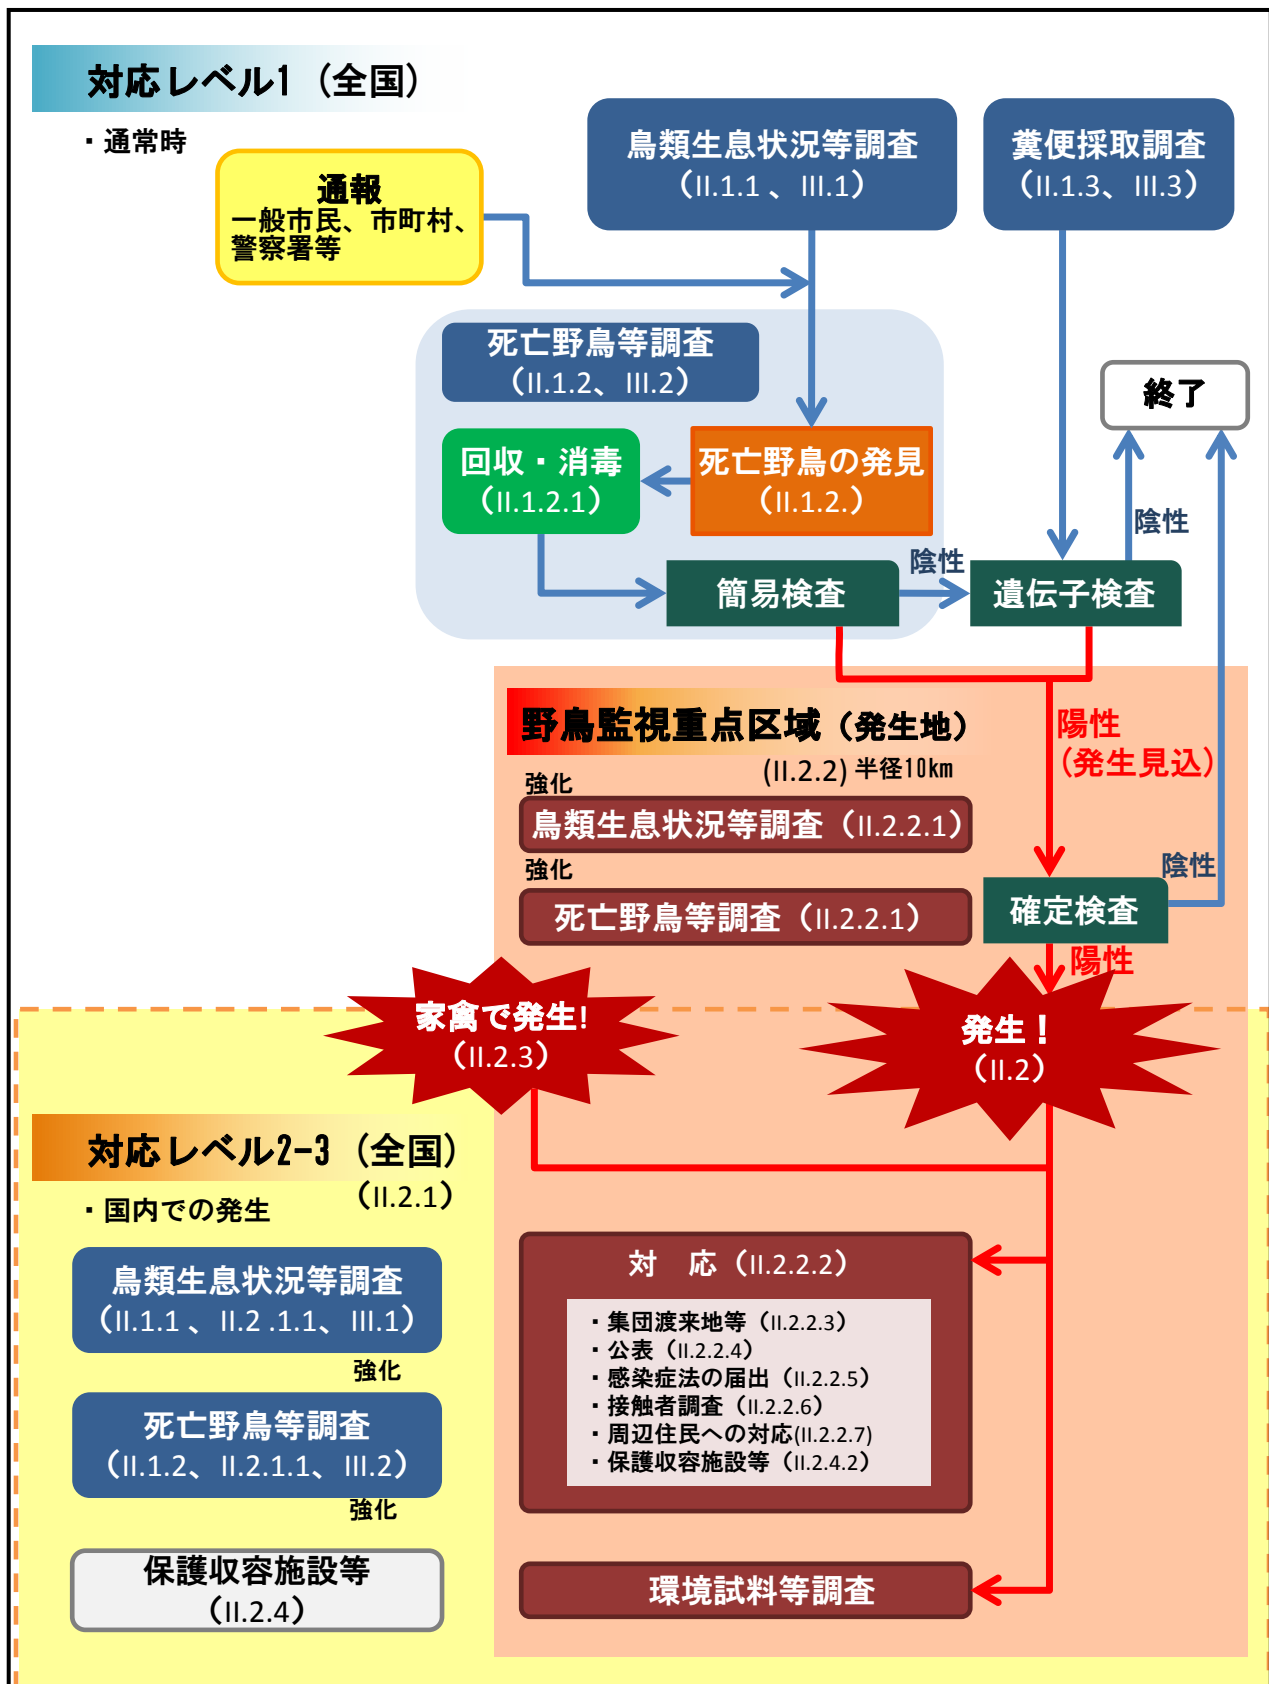 対応レベル1（全国）
・通常時
鳥類生息状況等調査
（II.1.1 、 III.1）
糞便採取調査
（II.1.3、 III.3）
通報
一般市民、市町村、
警察署等
死亡野鳥等調査
（II.1.2、 III.2）
終了
回収・消毒
（II.1.2.1）
死亡野鳥の発見
（II.1.2.）
陰性
陰性
簡易検査
遺伝子検査
野鳥監視重点区域（発生地）
(II.2.2) 半径10km
陽性
（発生見込）
強化
鳥類生息状況等調査（II.2.2.1）
強化
死亡野鳥等調査（II.2.2.1）
陰性
確定検査
陽性
家禽で発生!
（II.2.3）
発生！
（II.2）
対応レベル2-3（全国）
（II.2.1）
・国内での発生
鳥類生息状況等調査
（II.1.1 、 II.2 .1.1、 III.1）
強化
死亡野鳥等調査
（II.1.2、 II.2.1.1、 III.2）
強化
保護収容施設等
（II.2.4）
対　応（II.2.2.2）
・集団渡来地等（II.2.2.3）
・公表（II.2.2.4）
・感染症法の届出（II.2.2.5）
・接触者調査（II.2.2.6）
・周辺住民への対応(II.2.2.7)
・保護収容施設等（II.2.4.2）
環境試料等調査